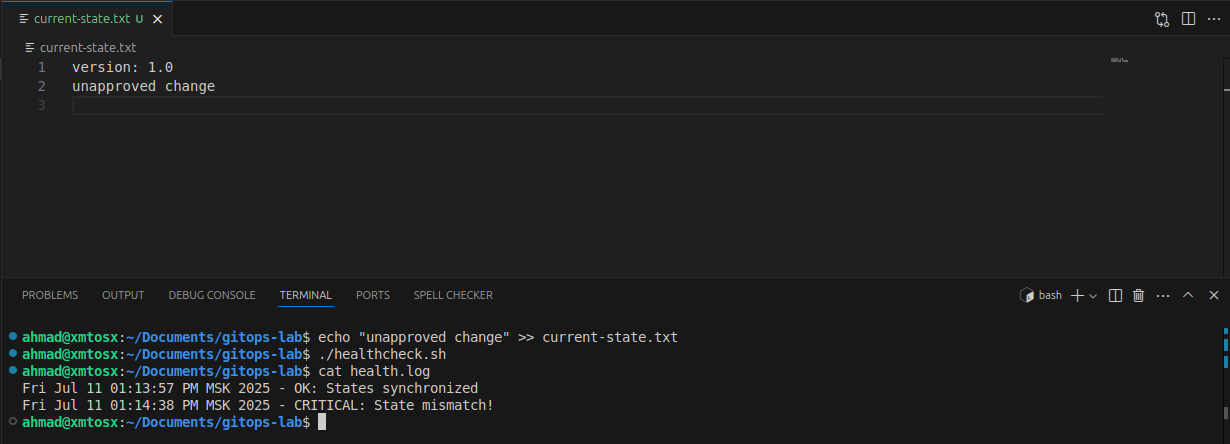 current-state.txt U
current-state.txt
1 version: 1.0
2 unapproved change
3
PROBLEMS OUTPUT DEBUG CONSOLE TERMINAL PORTS SPELL CHECKER bash
ahmad@xmtosx:~/Documents/gitops-lab$ echo "unapproved change" >> current-state.txt
ahmad@xmtosx:~/Documents/gitops-lab$ ./healthcheck.sh
ahmad@xmtosx:~/Documents/gitops-lab$ cat health.log
Fri Jul 11 01:13:57 PM MSK 2025 - OK: States synchronized
Fri Jul 11 01:14:38 PM MSK 2025 - CRITICAL: State mismatch!
ahmad@xmtosx:~/Documents/gitops-lab$